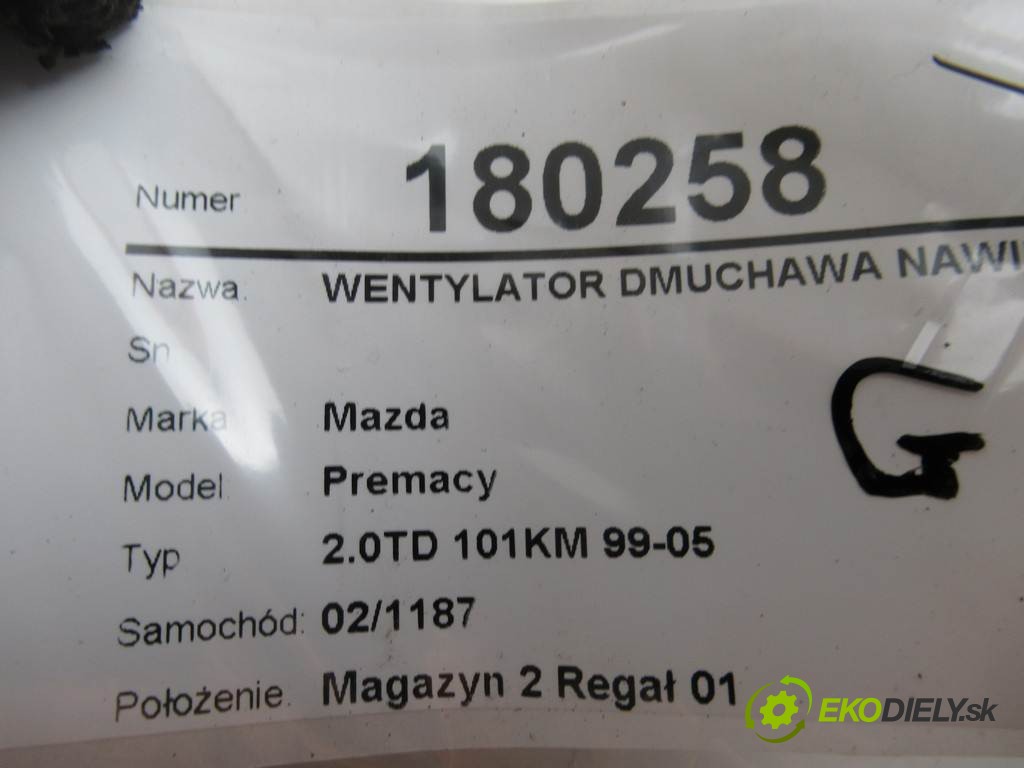 Numer 180258
Nazwa: WENTYLATOR DMUCHAWA NAWI
Sn
Marka Mazda
Model Premacy
Typ 2.0TD 101KM 99-05
G
Samochód: 02/1187
Położenie: Magazyn 2 Regał 01
EKODIELY.sk